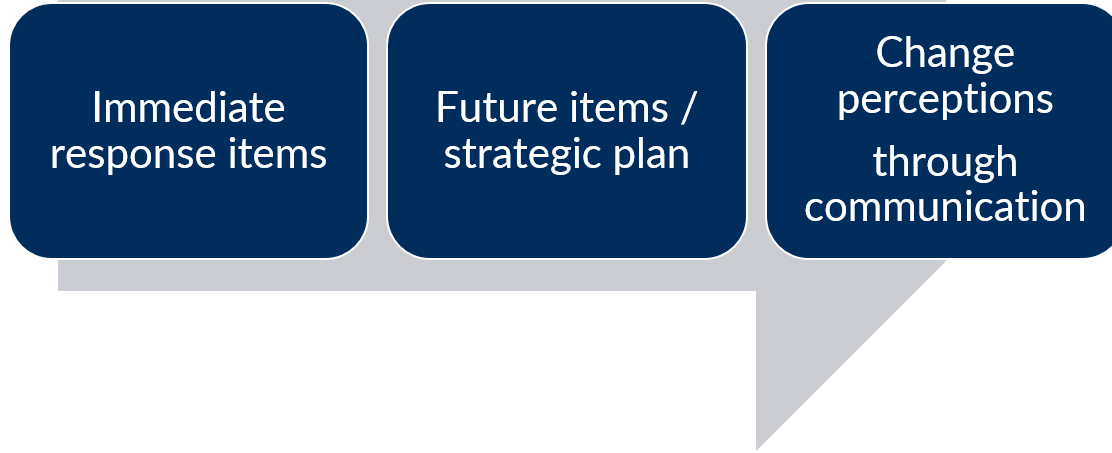 Immediate
response items
Future items /
strategic plan
Change
perceptions
through
communication